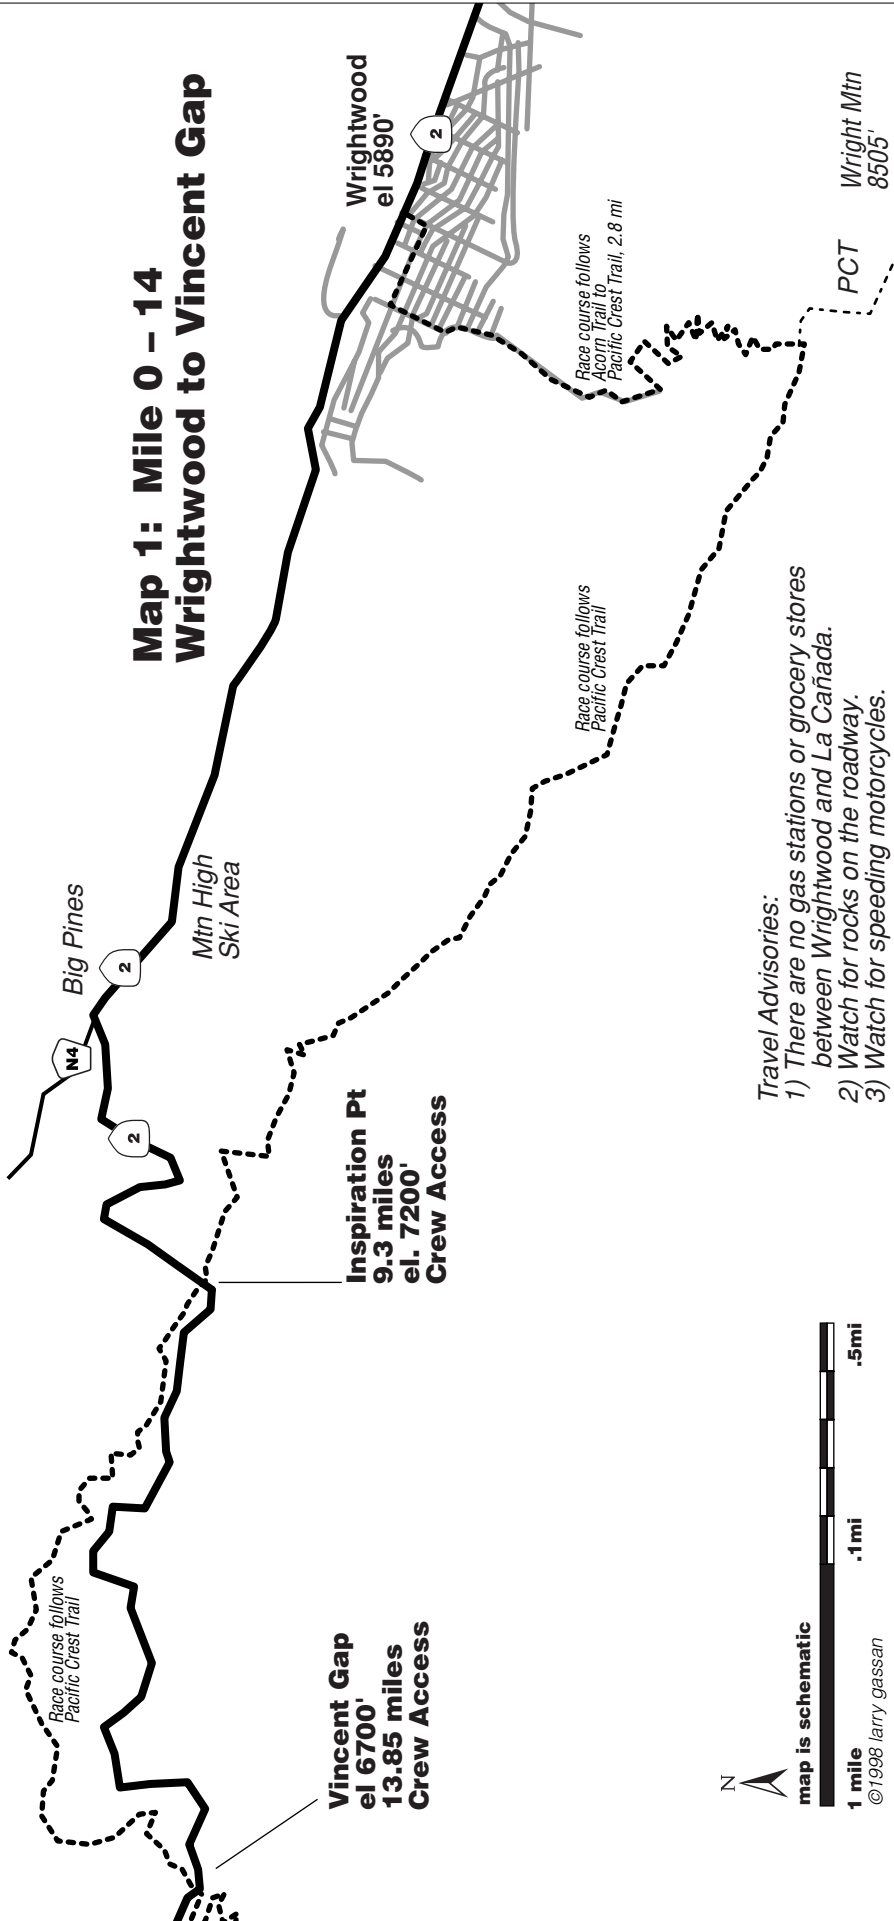 Map 1: Mile 0 – 14
Wrightwood to Vincent Gap
Wrightwood
el 5890'
2
Race course follows
Acorn Trail to
Pacific Crest Trail, 2.8 mi
PCT
Wright Mtn
8505'
Race course follows
Pacific Crest Trail
Big Pines
2
Mtn High
Ski Area
N4
2
Inspiration Pt
9.3 miles
el. 7200'
Crew Access
Race course follows
Pacific Crest Trail
Vincent Gap
el 6700'
13.85 miles
Crew Access
Travel Advisories:
1) There are no gas stations or grocery stores
between Wrightwood and La Cañada.
2) Watch for rocks on the roadway.
3) Watch for speeding motorcycles.
N
map is schematic
1 mile
.1mi
.5mi
©1998 larry gassan